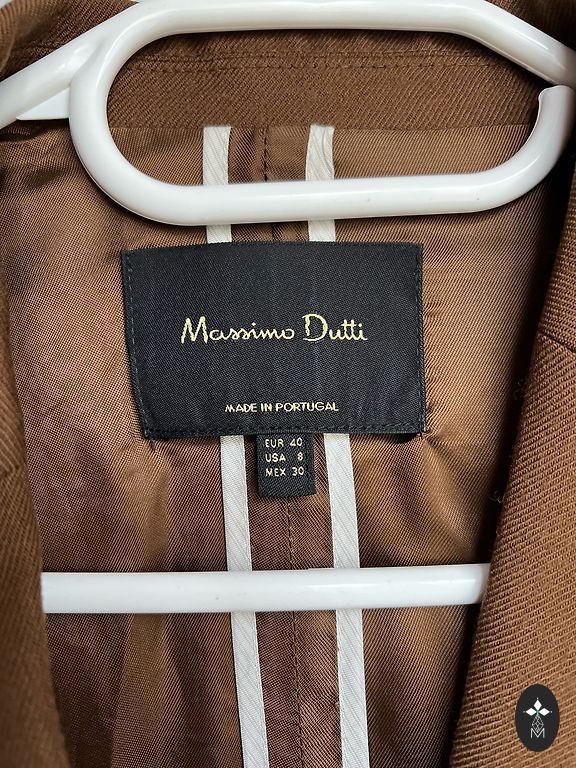 Massimo Dutti
MADE IN PORTUGAL
EUR 40
USA 8
MEX 30